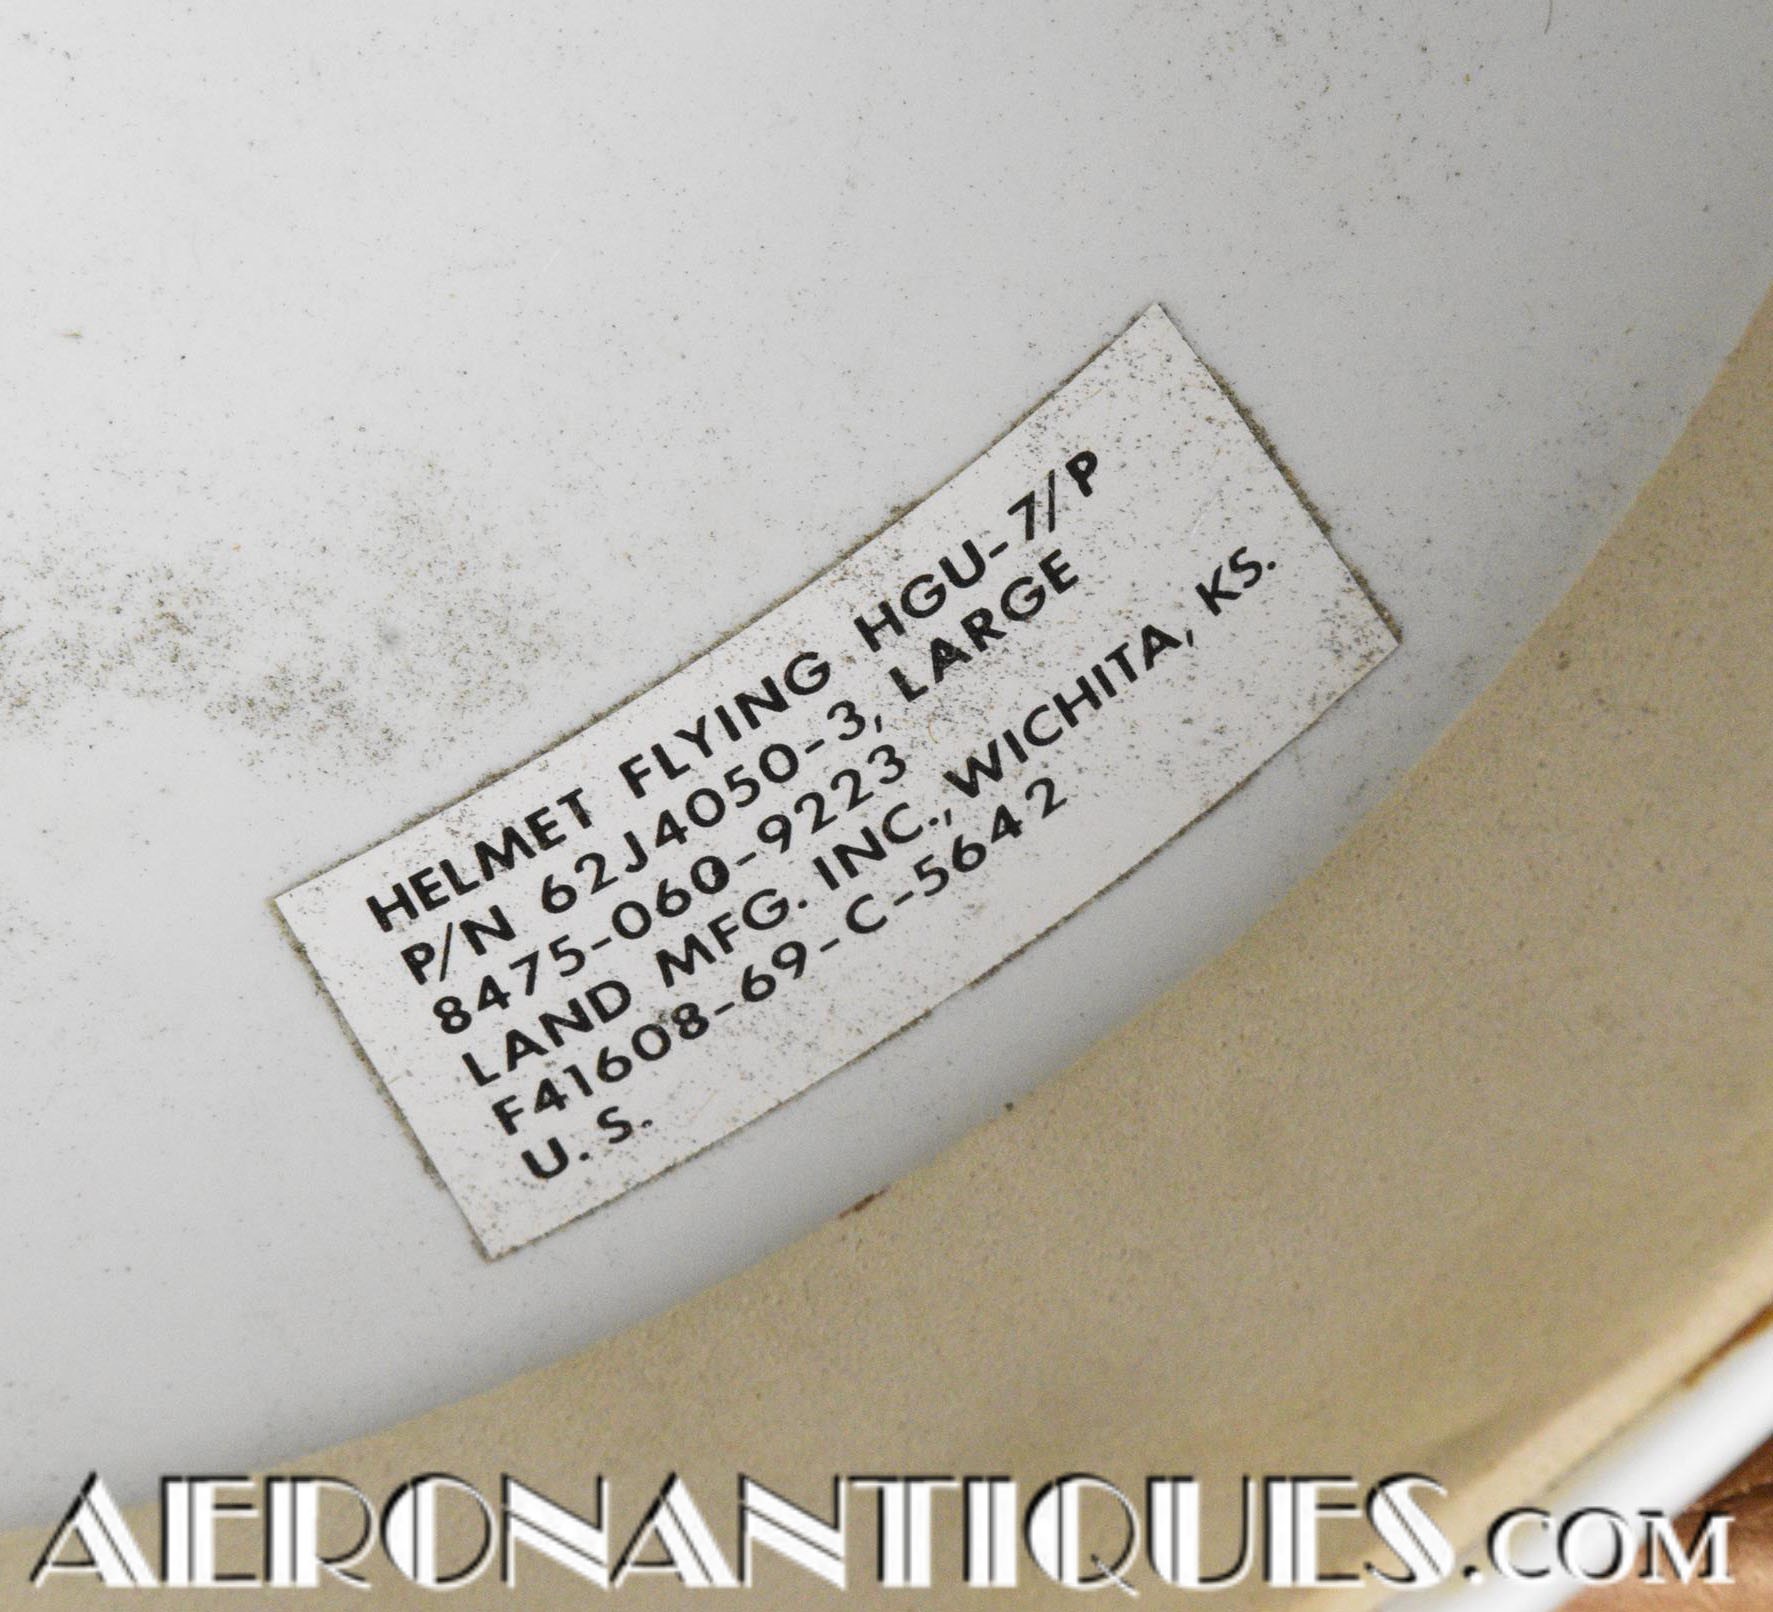 HELMET FLYING HGU-7/P
P/N 62J4050-3, LARGE
8475-060-9223
LAND MFG. INC., WICHITA, KS.
F41608-69-C-5642
U. S.
AERONANTIQUES.COM